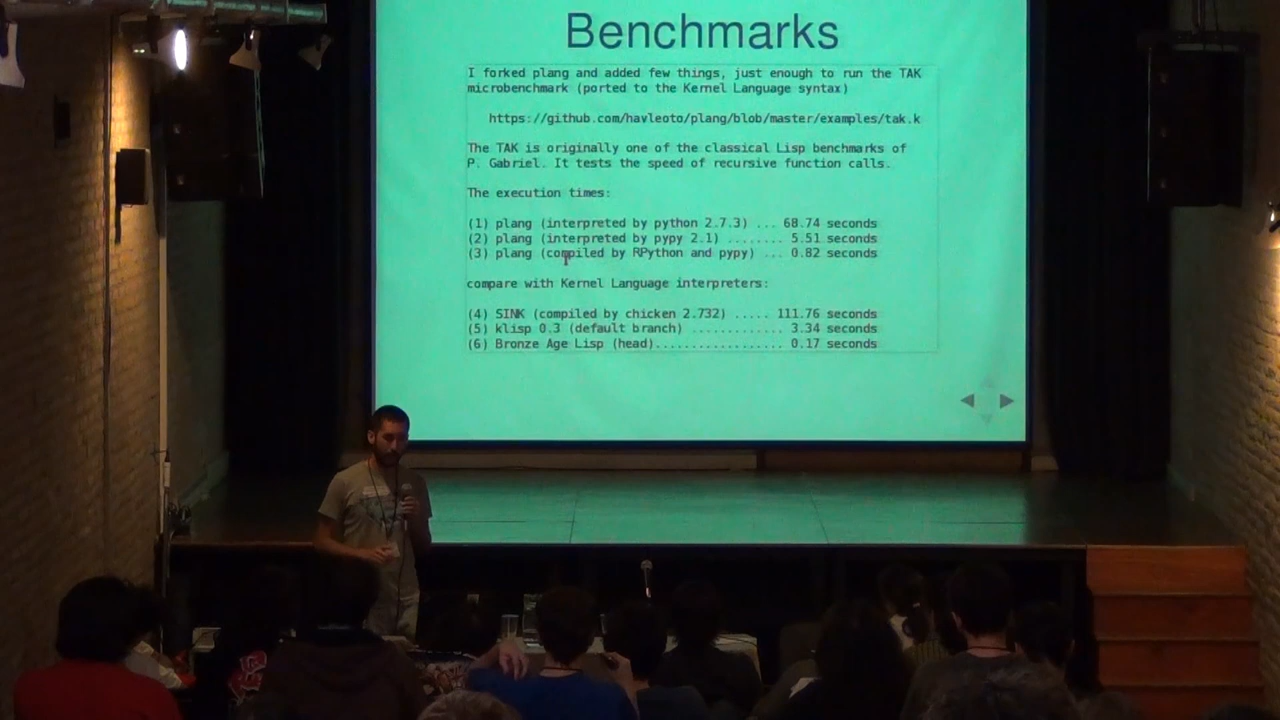 Benchmarks
I forked plang and added few things, just enough to run the TAK
microbenchmark (ported to the Kernel Language syntax)
https://github.com/havleoto/plang/blob/master/examples/tak.k
The TAK is originally one of the classical Lisp benchmarks of
P. Gabriel. It tests the speed of recursive function calls.
The execution times:
(1) plang (interpreted by python 2.7.3) ... 68.74 seconds
(2) plang (interpreted by pypy 2.1) ........ 5.51 seconds
(3) plang (compiled by RPython and pypy) ... 0.82 seconds
compare with Kernel Language interpreters:
(4) SINK (compiled by chicken 2.732) ..... 111.76 seconds
(5) klisp 0.3 (default branch) ............. 3.34 seconds
(6) Bronze Age Lisp (head).................. 0.17 seconds